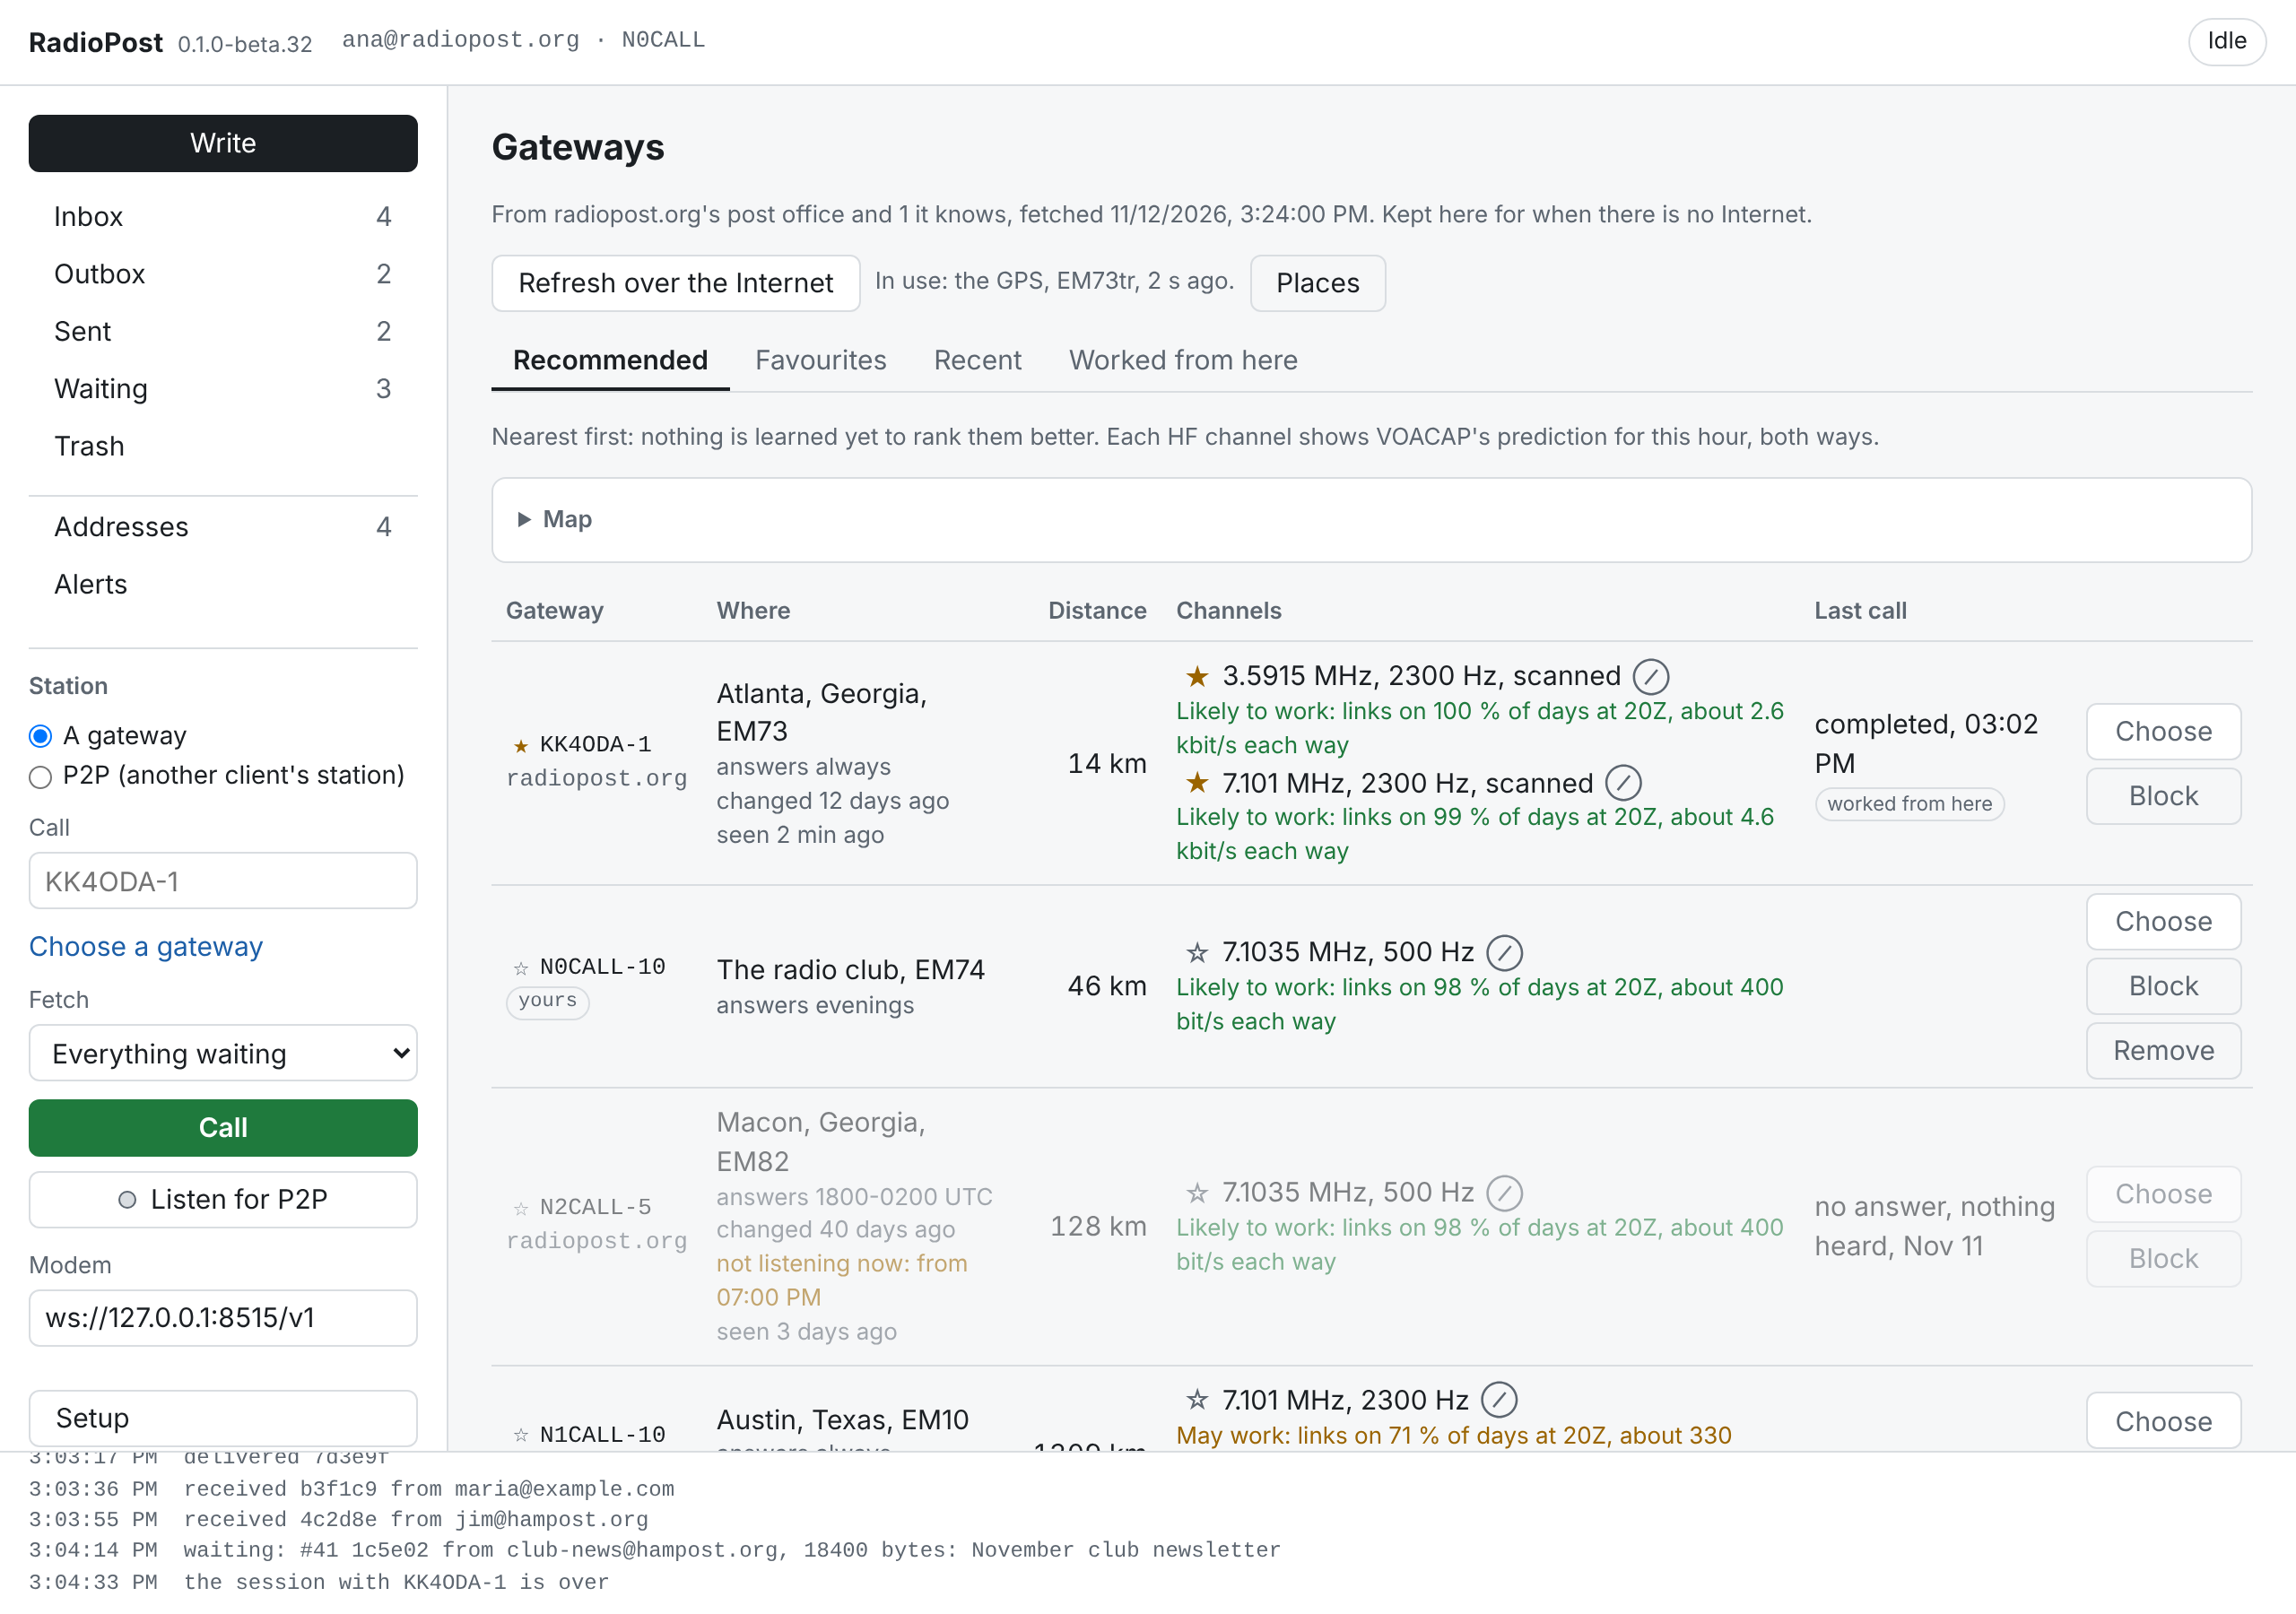 RadioPost 0.1.0-beta.32 ana@radiopost.org · N0CALL
Idle
Write
Inbox 4
Outbox 2
Sent 2
Waiting 3
Trash
Addresses 4
Alerts
Station
A gateway
P2P (another client's station)
Call
KK4ODA-1
Choose a gateway
Fetch
Everything waiting
Call
Listen for P2P
Modem
ws://127.0.0.1:8515/v1
Setup
Gateways
From radiopost.org's post office and 1 it knows, fetched 11/12/2026, 3:24:00 PM. Kept here for when there is no Internet.
Refresh over the Internet In use: the GPS, EM73tr, 2 s ago. Places
Recommended Favourites Recent Worked from here
Nearest first: nothing is learned yet to rank them better. Each HF channel shows VOACAP's prediction for this hour, both ways.
▶ Map
Gateway Where Distance Channels Last call
★ KK4ODA-1
radiopost.org
Atlanta, Georgia,
EM73
answers always
changed 12 days ago
seen 2 min ago
14 km
★ 3.5915 MHz, 2300 Hz, scanned
Likely to work: links on 100 % of days at 20Z, about 2.6
kbit/s each way
★ 7.101 MHz, 2300 Hz, scanned
Likely to work: links on 99 % of days at 20Z, about 4.6
kbit/s each way
completed, 03:02
PM
worked from here
Choose
Block
☆ N0CALL-10
yours
The radio club, EM74
answers evenings
46 km
☆ 7.1035 MHz, 500 Hz
Likely to work: links on 98 % of days at 20Z, about 400
bit/s each way
Choose
Block
Remove
☆ N2CALL-5
radiopost.org
Macon, Georgia,
EM82
answers 1800-0200 UTC
changed 40 days ago
not listening now: from
07:00 PM
seen 3 days ago
128 km
☆ 7.1035 MHz, 500 Hz
Likely to work: links on 98 % of days at 20Z, about 400
bit/s each way
no answer, nothing
heard, Nov 11
Choose
Block
☆ N1CALL-10
Austin, Texas, EM10
answers always
☆ 7.101 MHz, 2300 Hz
May work: links on 71 % of days at 20Z, about 330
Choose
3:03:17 PM delivered 7d3e9f
3:03:36 PM received b3f1c9 from maria@example.com
3:03:55 PM received 4c2d8e from jim@hampost.org
3:04:14 PM waiting: #41 1c5e02 from club-news@hampost.org, 18400 bytes: November club newsletter
3:04:33 PM the session with KK4ODA-1 is over